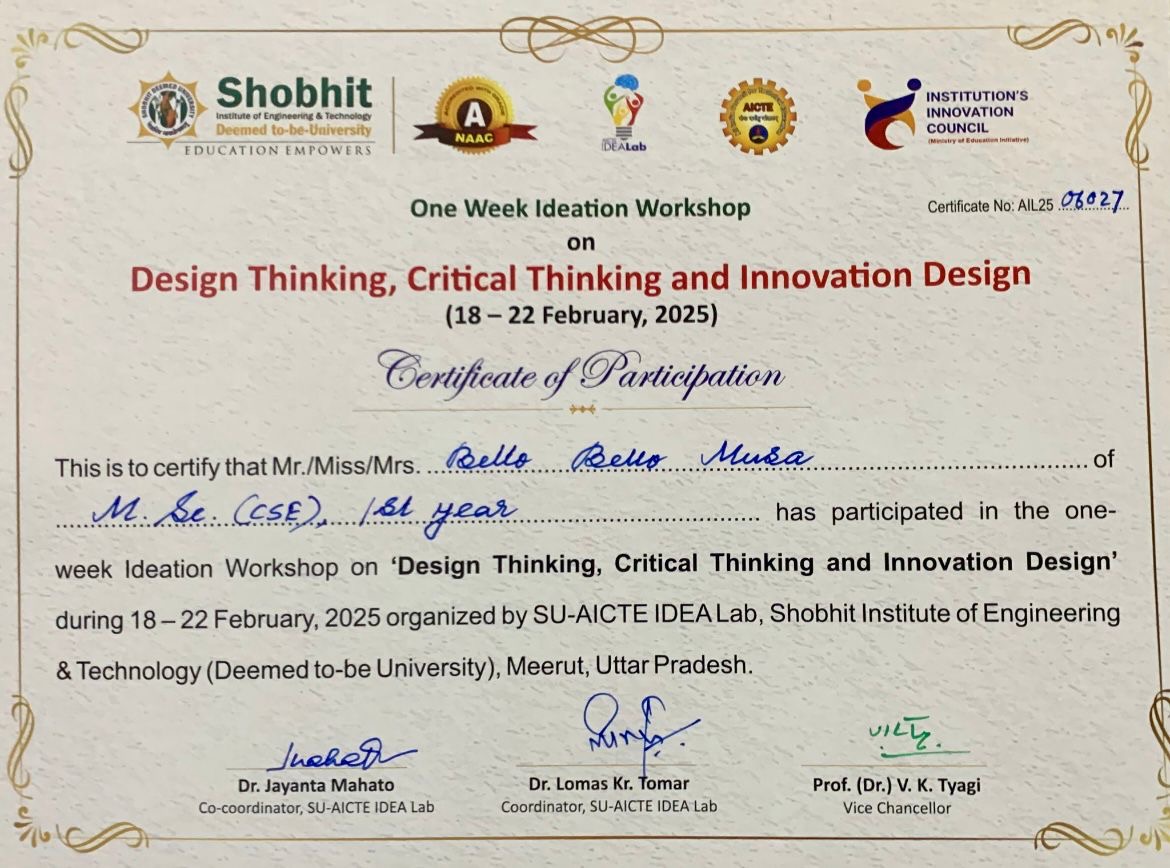 Shobhit
Institute of Engineering & Technology
Deemed to-be-University
EDUCATION EMPOWERS
A
NAAC
IDEALab
AICTE
INSTITUTION'S
INNOVATION
COUNCIL
(Ministry of Education Initiative)
One Week Ideation Workshop
Certificate No: AIL25 06027
on
Design Thinking, Critical Thinking and Innovation Design
(18 – 22 February, 2025)
Certificate of Participation
This is to certify that Mr./Miss/Mrs. Bello Bello Musa of
M. Sc. (CSE), 1st year has participated in the one-
week Ideation Workshop on ‘Design Thinking, Critical Thinking and Innovation Design’
during 18 – 22 February, 2025 organized by SU-AICTE IDEA Lab, Shobhit Institute of Engineering
& Technology (Deemed to-be University), Meerut, Uttar Pradesh.
Dr. Jayanta Mahato
Co-coordinator, SU-AICTE IDEA Lab
Dr. Lomas Kr. Tomar
Coordinator, SU-AICTE IDEA Lab
Prof. (Dr.) V. K. Tyagi
Vice Chancellor